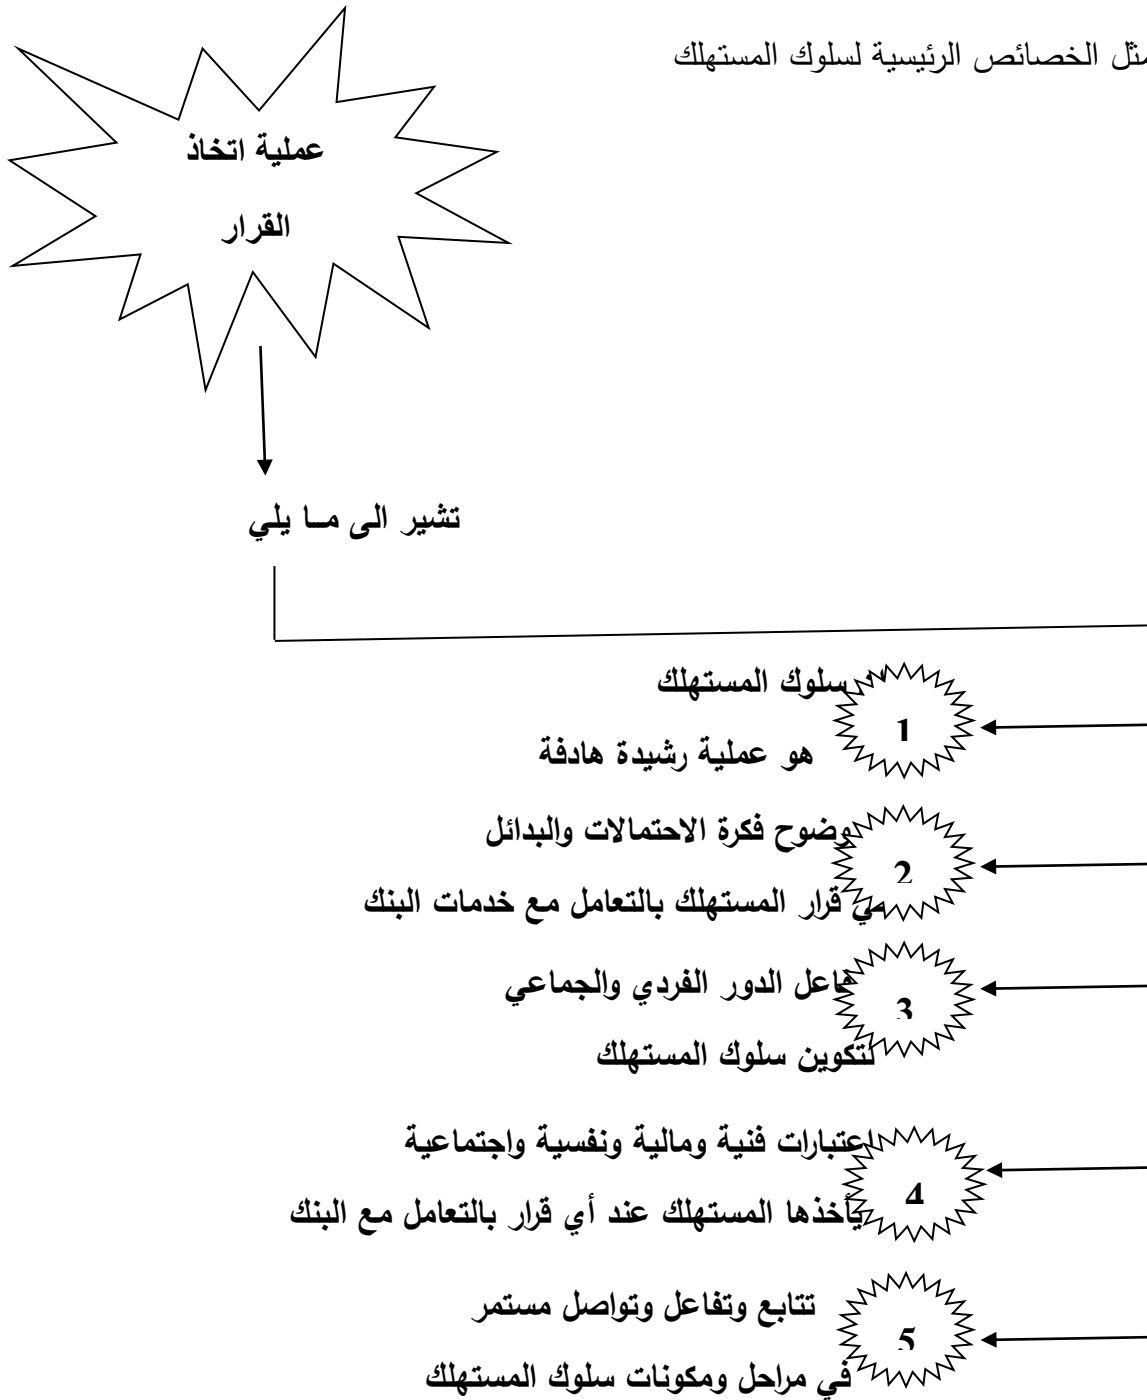 الخصائص الرئيسية لسلوك المستهلك
عملية اتخاذ
القرار
تشير الى مــا يلي
سلوك المستهلك
1
هو عملية رشيدة هادفة
وضوح فكرة الاحتمالات والبدائل
2
قرار المستهلك بالتعامل مع خدمات البنك
الدور الفردي والجماعي
3
لتكوين سلوك المستهلك
اعتبارات فنية ومالية ونفسية واجتماعية
4
يأخذها المستهلك عند أي قرار بالتعامل مع البنك
تتابع وتفاعل وتواصل مستمر
5
في مراحل ومكونات سلوك المستهلك